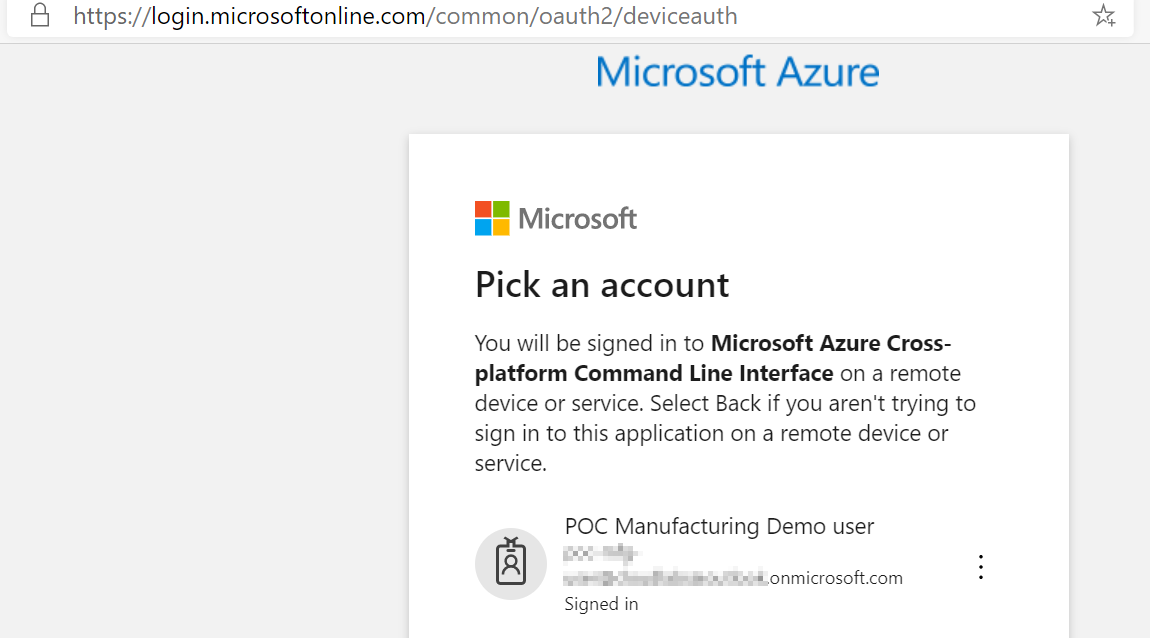 https://login.microsoftonline.com/common/oauth2/deviceauth
Microsoft Azure
Microsoft
Pick an account
You will be signed in to Microsoft Azure Cross-
platform Command Line Interface on a remote
device or service. Select Back if you aren't trying to
sign in to this application on a remote device or
service.
POC Manufacturing Demo user
.onmicrosoft.com
Signed in